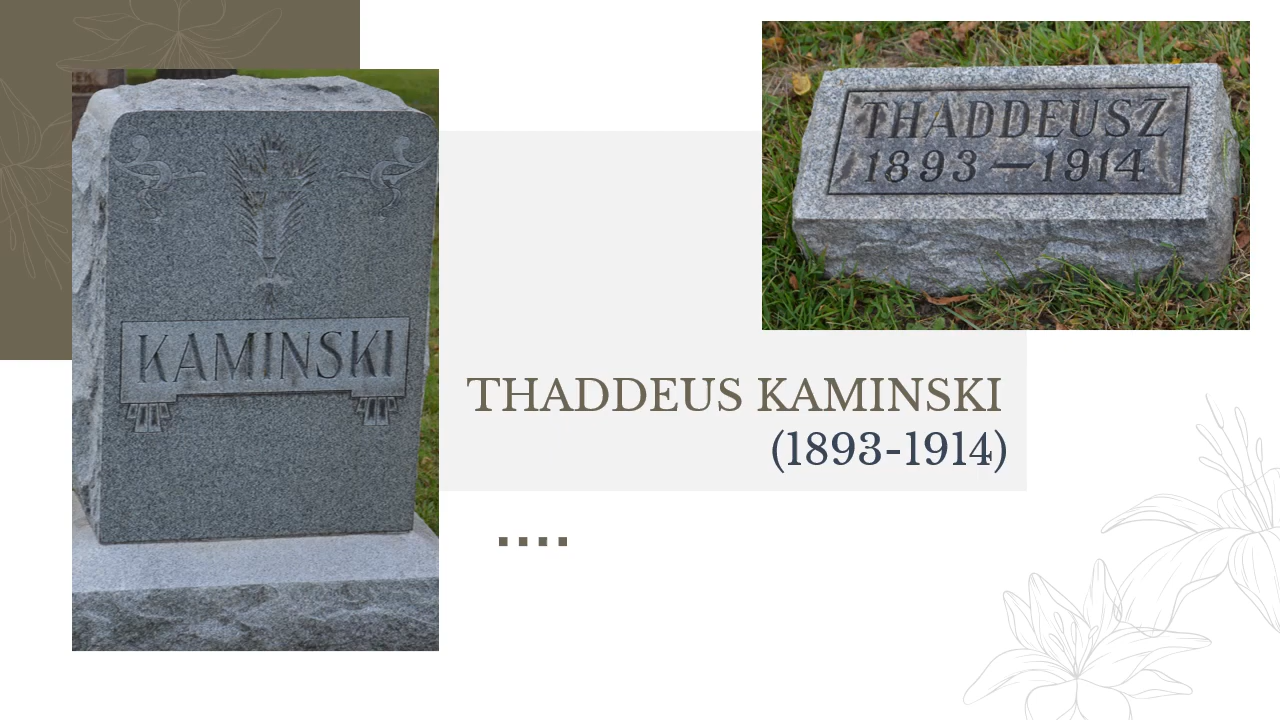 KAMINSKI
THADDEUSZ
1893—1914
THADDEUS KAMINSKI
(1893-1914)
....